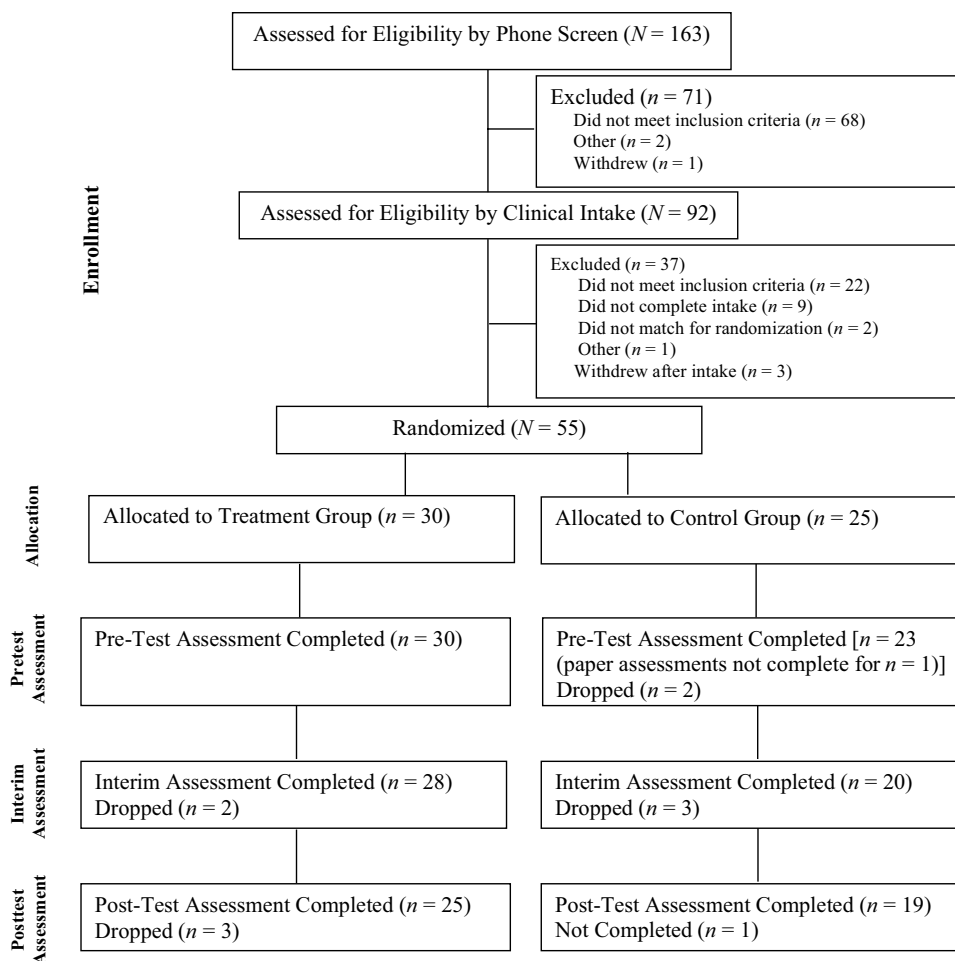 Assessed for Eligibility by Phone Screen (N = 163)
Excluded (n = 71)
Did not meet inclusion criteria (n = 68)
Other (n = 2)
Withdrew (n = 1)
Enrollment
Assessed for Eligibility by Clinical Intake (N = 92)
Excluded (n = 37)
Did not meet inclusion criteria (n = 22)
Did not complete intake (n = 9)
Did not match for randomization (n = 2)
Other (n = 1)
Withdrew after intake (n = 3)
Randomized (N = 55)
Allocation
Allocated to Treatment Group (n = 30)
Allocated to Control Group (n = 25)
Pretest
Assessment
Pre-Test Assessment Completed (n = 30)
Pre-Test Assessment Completed [n = 23
(paper assessments not complete for n = 1)]
Dropped (n = 2)
Interim
Assessment
Interim Assessment Completed (n = 28)
Dropped (n = 2)
Interim Assessment Completed (n = 20)
Dropped (n = 3)
Posttest
Assessment
Post-Test Assessment Completed (n = 25)
Dropped (n = 3)
Post-Test Assessment Completed (n = 19)
Not Completed (n = 1)